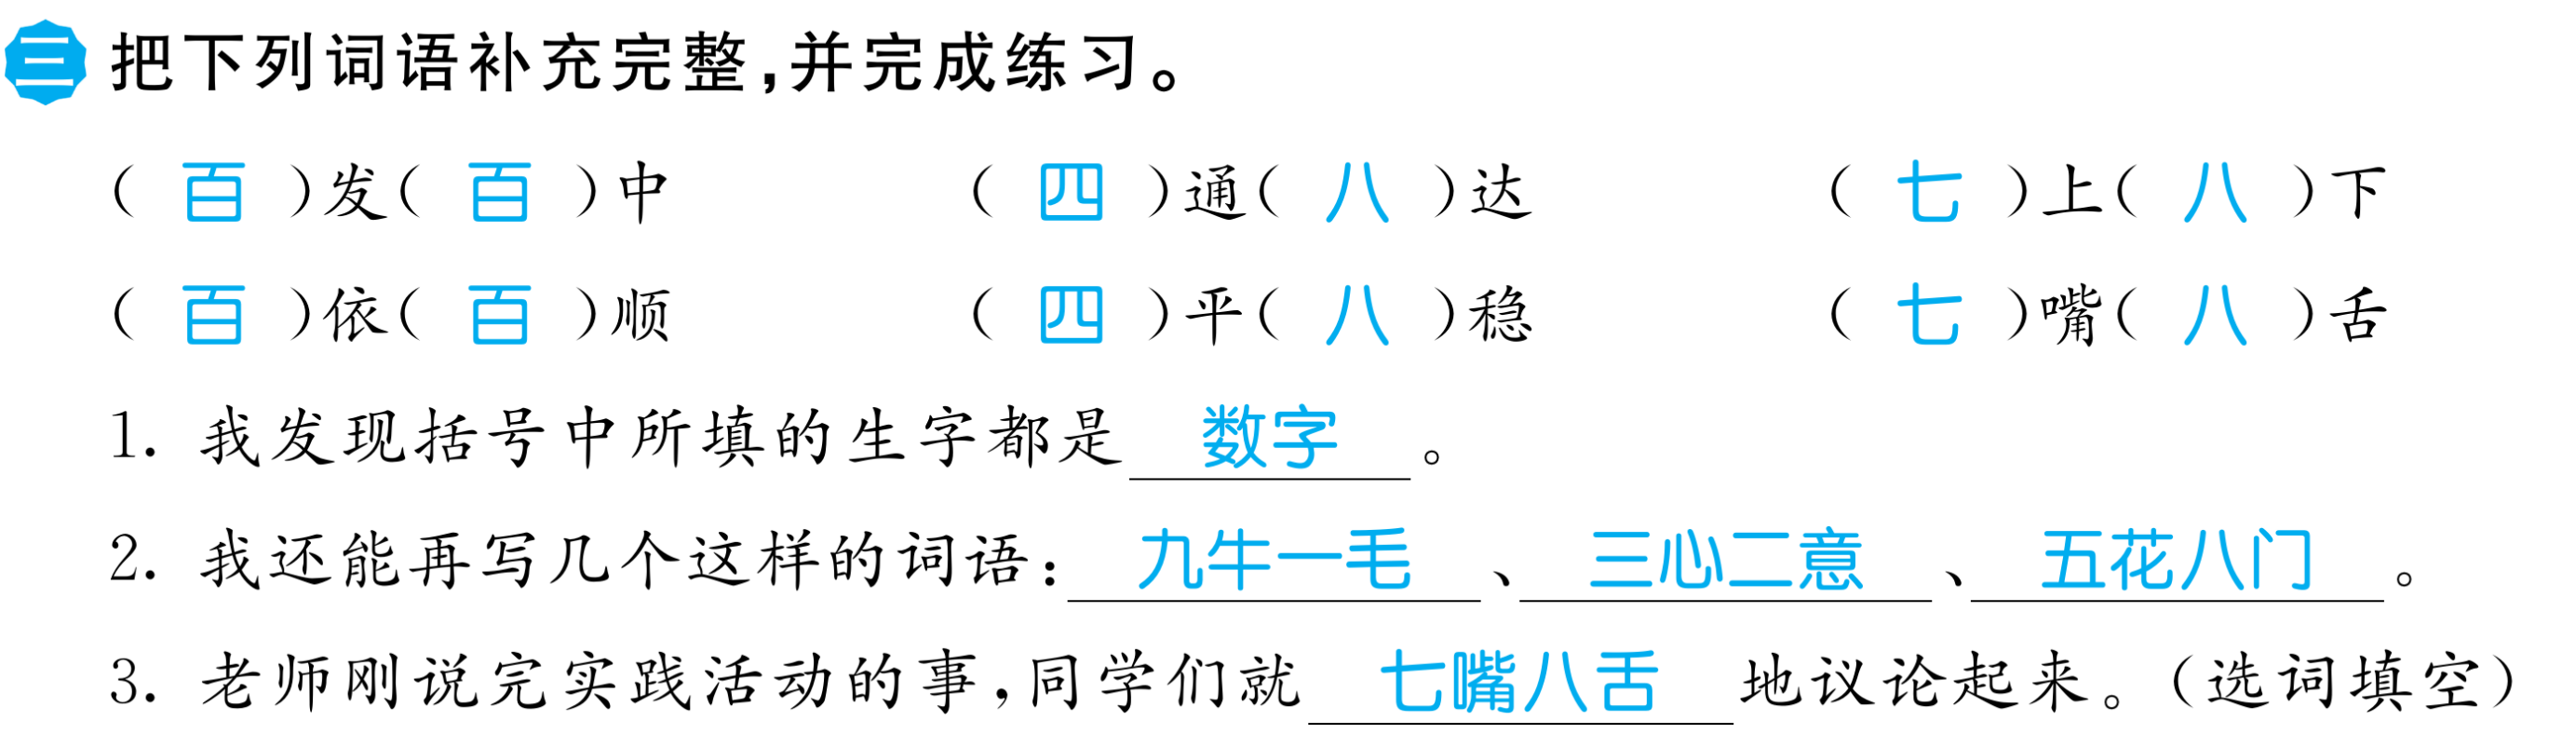 三 把下列词语补充完整,并完成练习。
( 百 )发( 百 )中 ( 四 )通( 八 )达 ( 七 )上( 八 )下
( 百 )依( 百 )顺 ( 四 )平( 八 )稳 ( 七 )嘴( 八 )舌
1. 我发现括号中所填的生字都是 数字 。
2. 我还能再写几个这样的词语: 九牛一毛 、 三心二意 、 五花八门 。
3. 老师刚说完实践活动的事,同学们就 七嘴八舌 地议论起来。(选词填空)